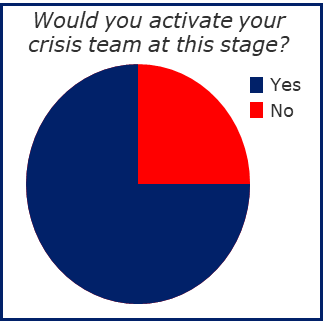 Would you activate your
crisis team at this stage?
Yes
No